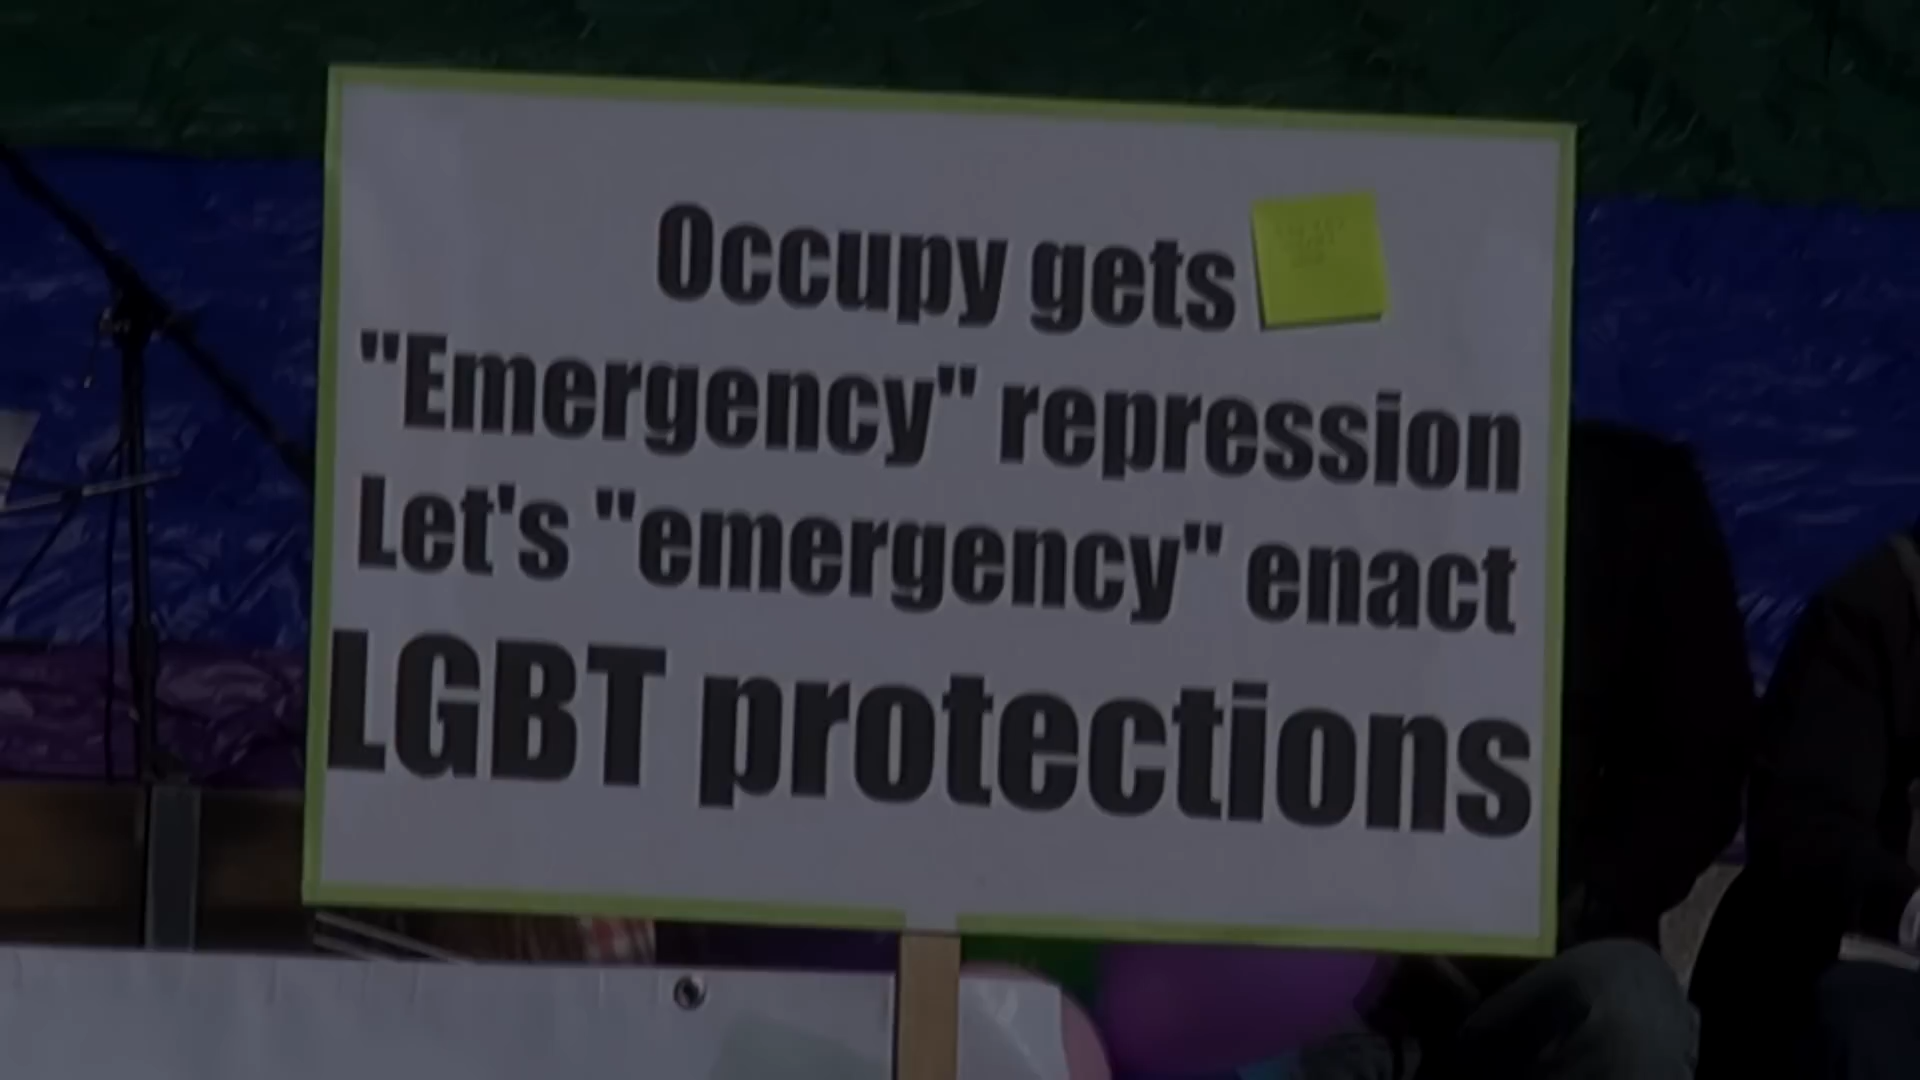 Occupy gets
"Emergency" repression
Let's "emergency" enact
LGBT protections